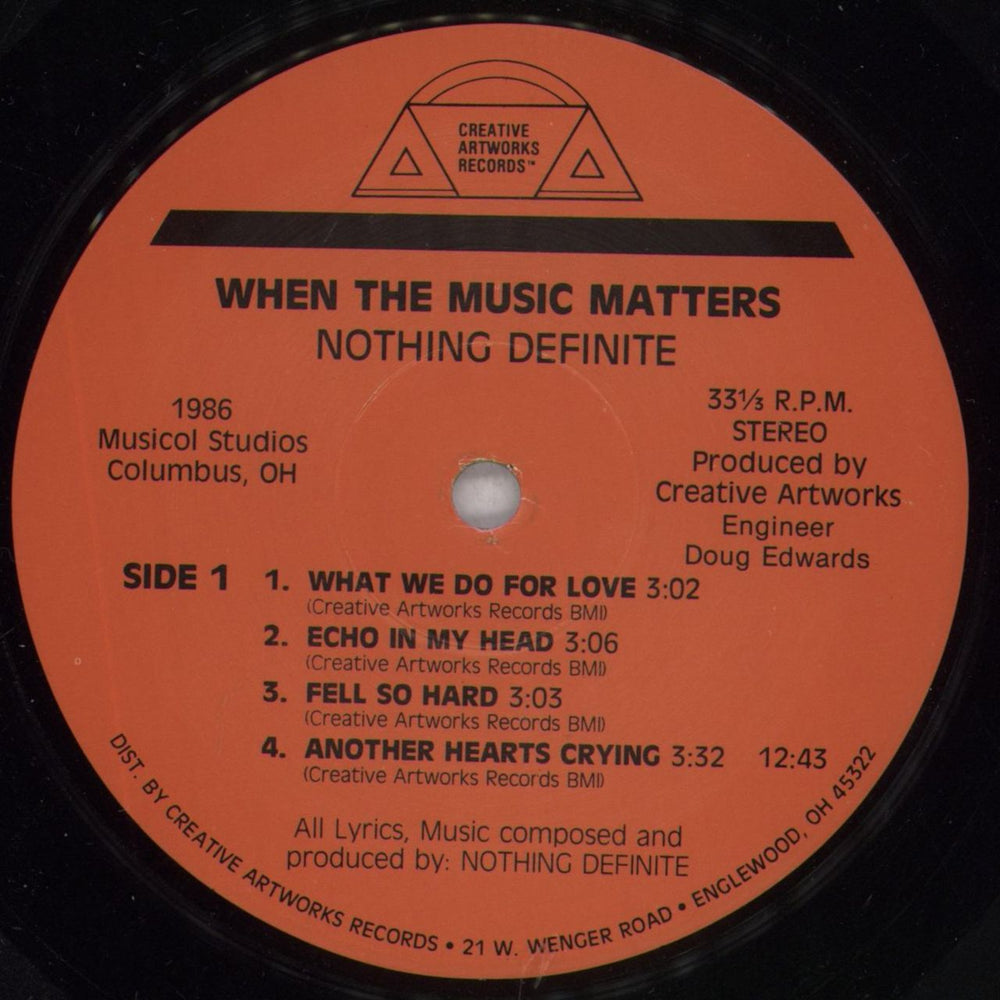 CREATIVE
ARTWORKS
RECORDS™
WHEN THE MUSIC MATTERS
NOTHING DEFINITE
1986
Musicol Studios
Columbus, OH
33⅓ R.P.M.
STEREO
Produced by
Creative Artworks
Engineer
Doug Edwards
SIDE 1
1. WHAT WE DO FOR LOVE 3:02
(Creative Artworks Records BMI)
2. ECHO IN MY HEAD 3:06
(Creative Artworks Records BMI)
3. FELL SO HARD 3:03
(Creative Artworks Records BMI)
4. ANOTHER HEARTS CRYING 3:32 12:43
(Creative Artworks Records BMI)
All Lyrics, Music composed and
produced by: NOTHING DEFINITE
DIST. BY CREATIVE ARTWORKS RECORDS • 21 W. WENGER ROAD • ENGLEWOOD, OH 45322